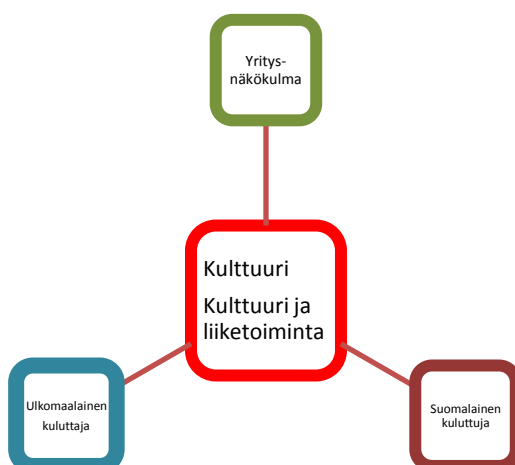 Yritys-
näkökulma
Kulttuuri
Kulttuuri ja
liiketoiminta
Ulkomaalainen
kuluttaja
Suomalainen
kuluttuja